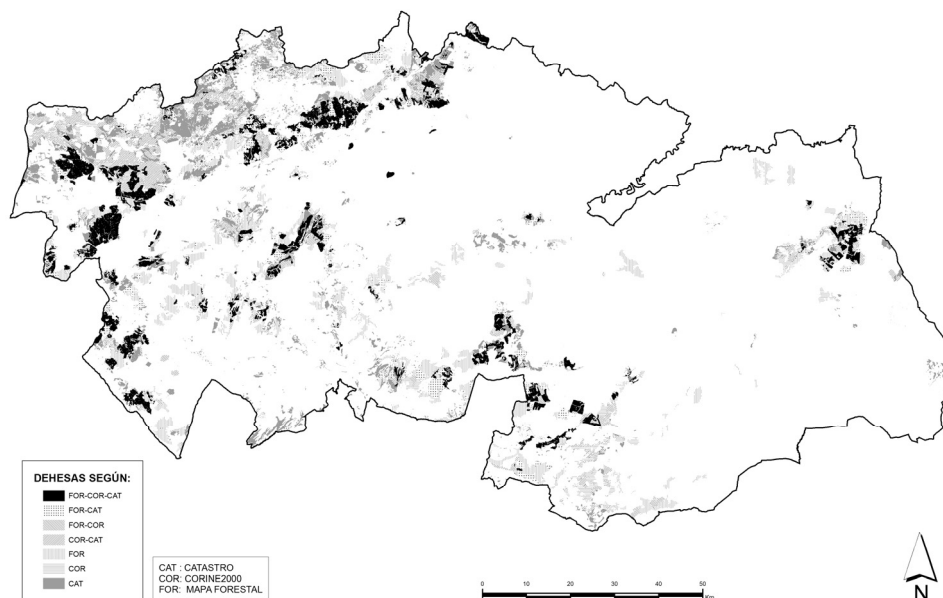 DEHESAS SEGÚN:
FOR-COR-CAT
FOR-CAT
FOR-COR
COR-CAT
FOR
COR
CAT
CAT : CATASTRO
COR: CORINE2000
FOR: MAPA FORESTAL
0 10 20 30 40 50
Km
N